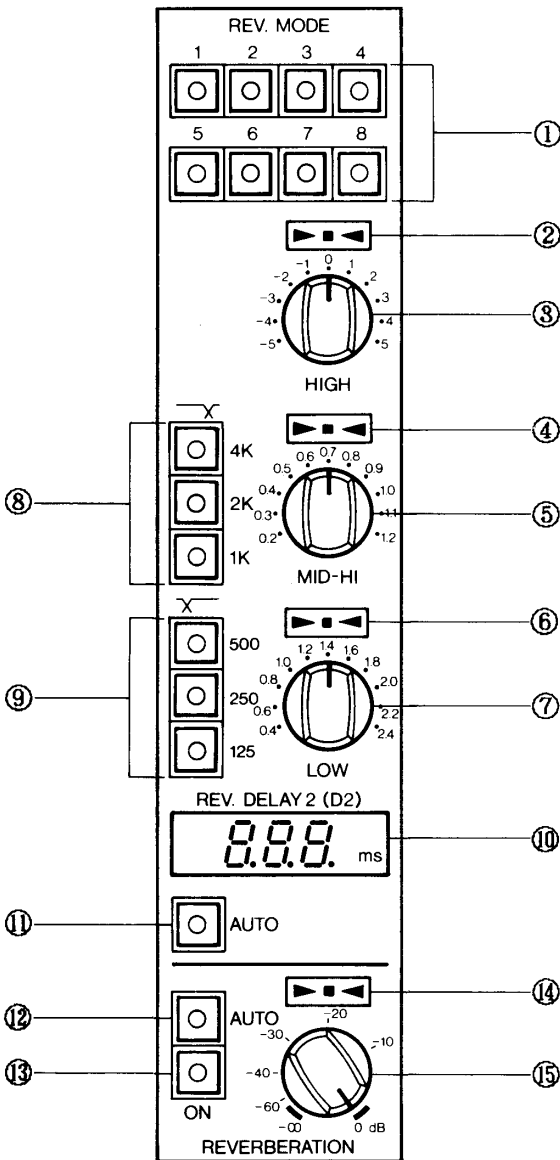 REV. MODE
1 2 3 4
①
5 6 7 8
②
-5 -4 -3 -2 -1 0 1 2 3 4 5
③
HIGH
④
⑧
4K
2K
1K
0.2 0.3 0.4 0.5 0.6 0.7 0.8 0.9 1.0 1.1 1.2
⑤
MID-HI
⑥
⑨
500
250
125
0.4 0.6 0.8 1.0 1.2 1.4 1.6 1.8 2.0 2.2 2.4
⑦
LOW
REV. DELAY 2 (D2)
8.8.8. ms
⑩
⑪
AUTO
⑭
⑫
AUTO
⑬
ON
-∞ -60 -40 -30 -20 -10 0 dB
⑮
REVERBERATION